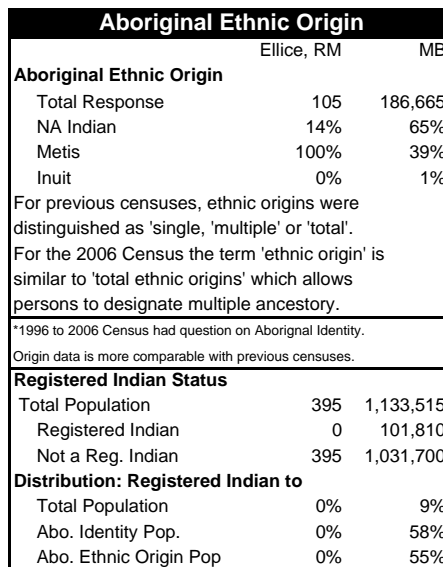 Aboriginal Ethnic Origin
Ellice, RM MB
Aboriginal Ethnic Origin
Total Response 105 186,665
NA Indian 14% 65%
Metis 100% 39%
Inuit 0% 1%
For previous censuses, ethnic origins were
distinguished as 'single, 'multiple' or 'total'.
For the 2006 Census the term 'ethnic origin' is
similar to 'total ethnic origins' which allows
persons to designate multiple ancestory.
*1996 to 2006 Census had question on Aborignal Identity.
Origin data is more comparable with previous censuses.
Registered Indian Status
Total Population 395 1,133,515
Registered Indian 0 101,810
Not a Reg. Indian 395 1,031,700
Distribution: Registered Indian to
Total Population 0% 9%
Abo. Identity Pop. 0% 58%
Abo. Ethnic Origin Pop 0% 55%